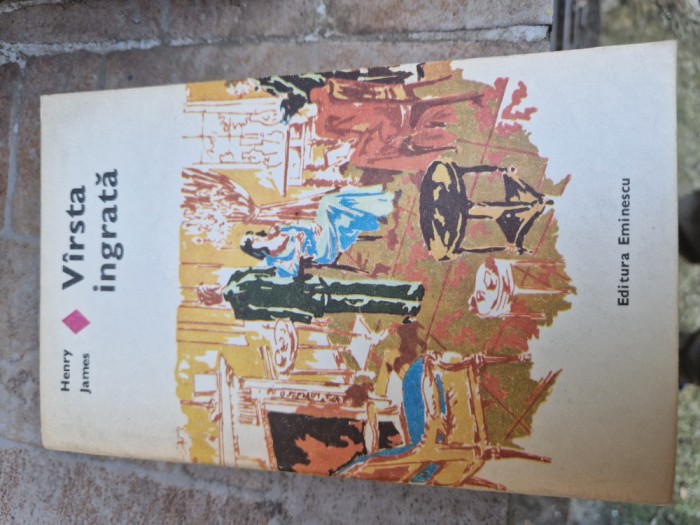 Henry
James
Vîrsta
ingrată
Editura Eminescu